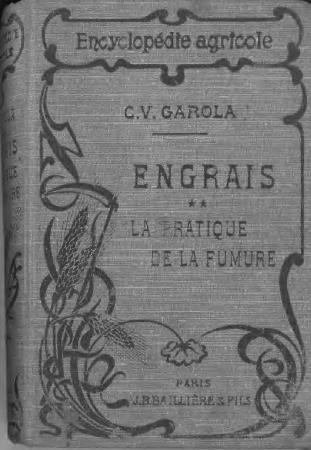 Encyclopédie agricole
C.V. GAROLA
ENGRAIS
**
LA PRATIQUE
DE LA FUMURE
PARIS
J.B. BAILLIÈRE & FILS